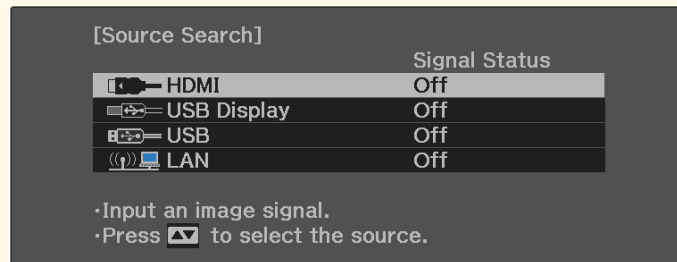 [Source Search]
Signal Status
HDMI Off
USB Display Off
USB Off
LAN Off
·Input an image signal.
·Press ▲▼ to select the source.